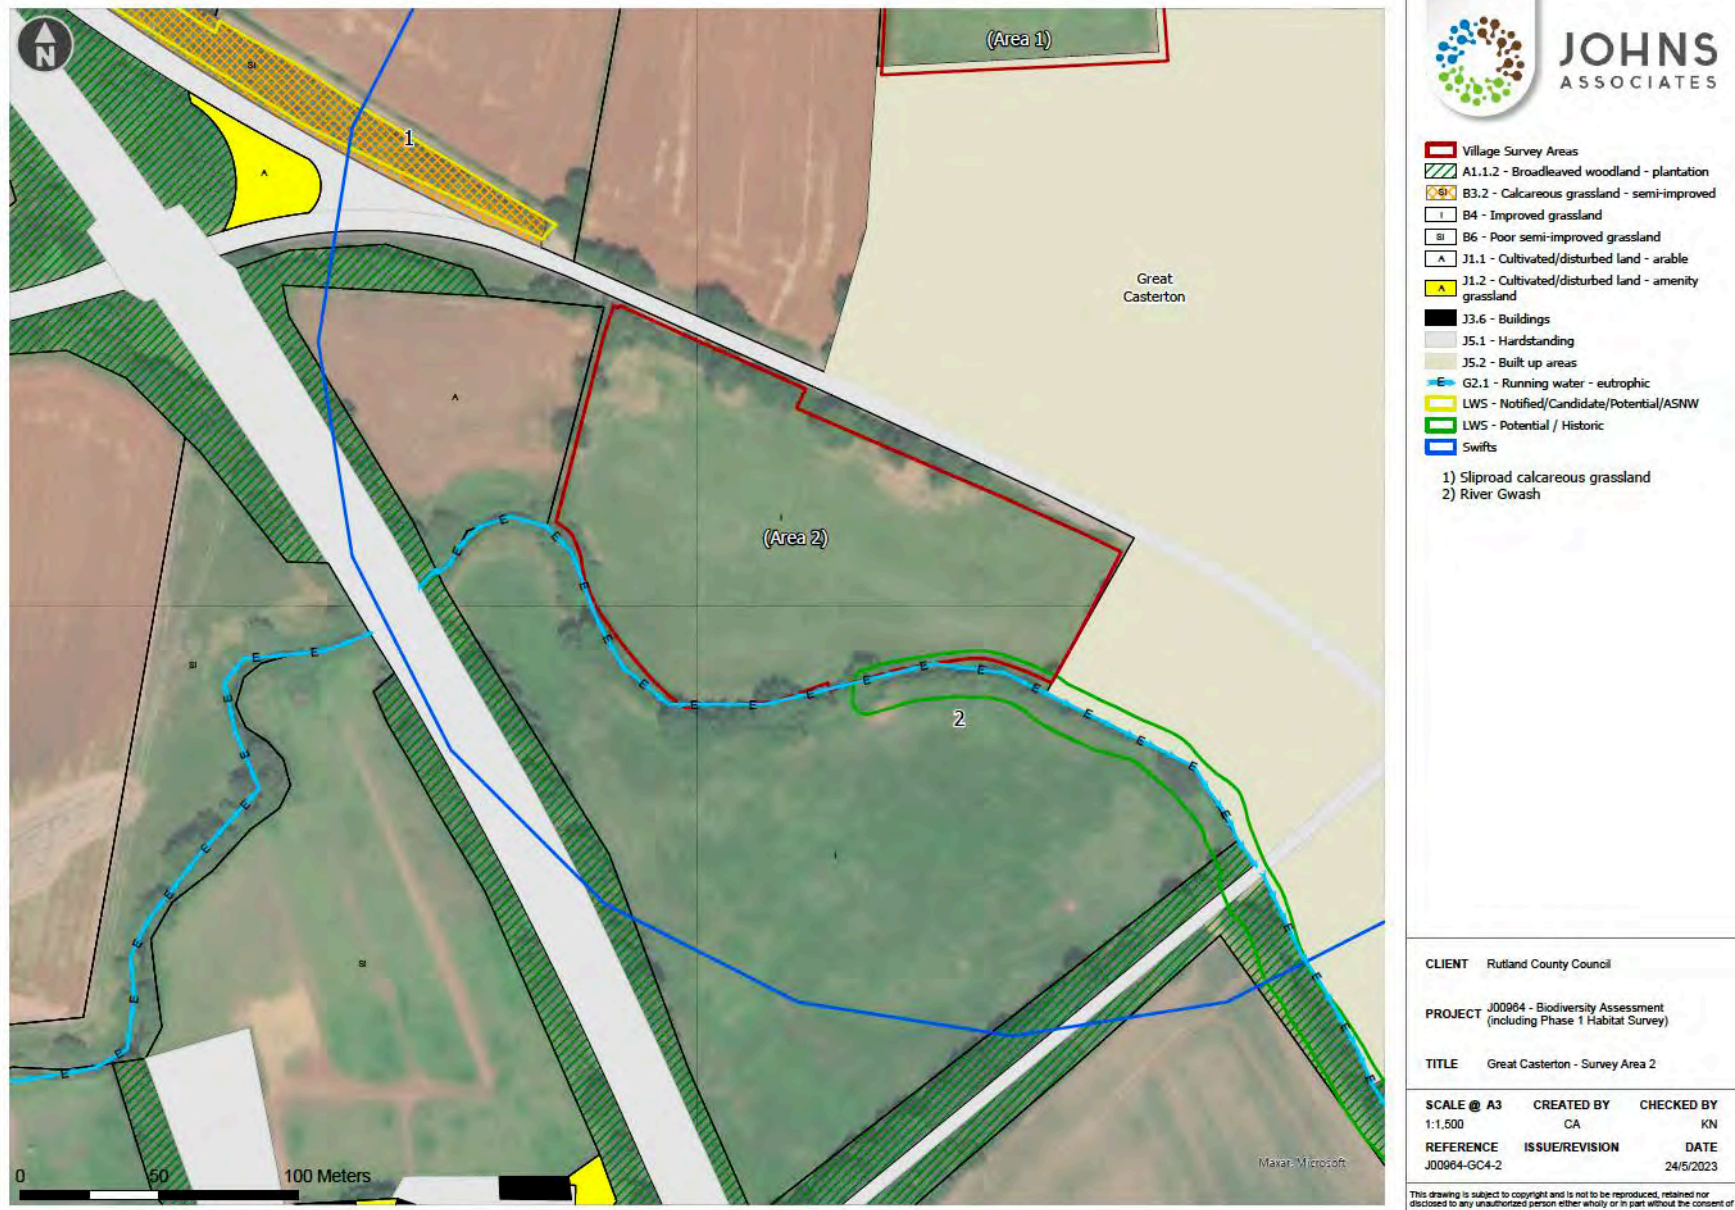 N
SI
(Area 1)
1
A
Great
Casterton
A
I
(Area 2)
E
E
E
E
E
E
E
E
E
E
E
E
E
E
2
E
E
E
E
E
E
E
E
SI
E
E
E
E
E
E
E
E
E
E
E
I
SI
0 50 100 Meters
Maxar, Microsoft
JOHNS
ASSOCIATES
Village Survey Areas
A1.1.2 - Broadleaved woodland - plantation
SI B3.2 - Calcareous grassland - semi-improved
I B4 - Improved grassland
SI B6 - Poor semi-improved grassland
A J1.1 - Cultivated/disturbed land - arable
A J1.2 - Cultivated/disturbed land - amenity
grassland
J3.6 - Buildings
J5.1 - Hardstanding
J5.2 - Built up areas
E G2.1 - Running water - eutrophic
LWS - Notified/Candidate/Potential/ASNW
LWS - Potential / Historic
Swifts
1) Sliproad calcareous grassland
2) River Gwash
CLIENT Rutland County Council
PROJECT J00964 - Biodiversity Assessment
(including Phase 1 Habitat Survey)
TITLE Great Casterton - Survey Area 2
SCALE @ A3 CREATED BY CHECKED BY
1:1,500 CA KN
REFERENCE ISSUE/REVISION DATE
J00964-GC4-2 24/5/2023
This drawing is subject to copyright and is not to be reproduced, retained nor
disclosed to any unauthorized person either wholly or in part without the consent of